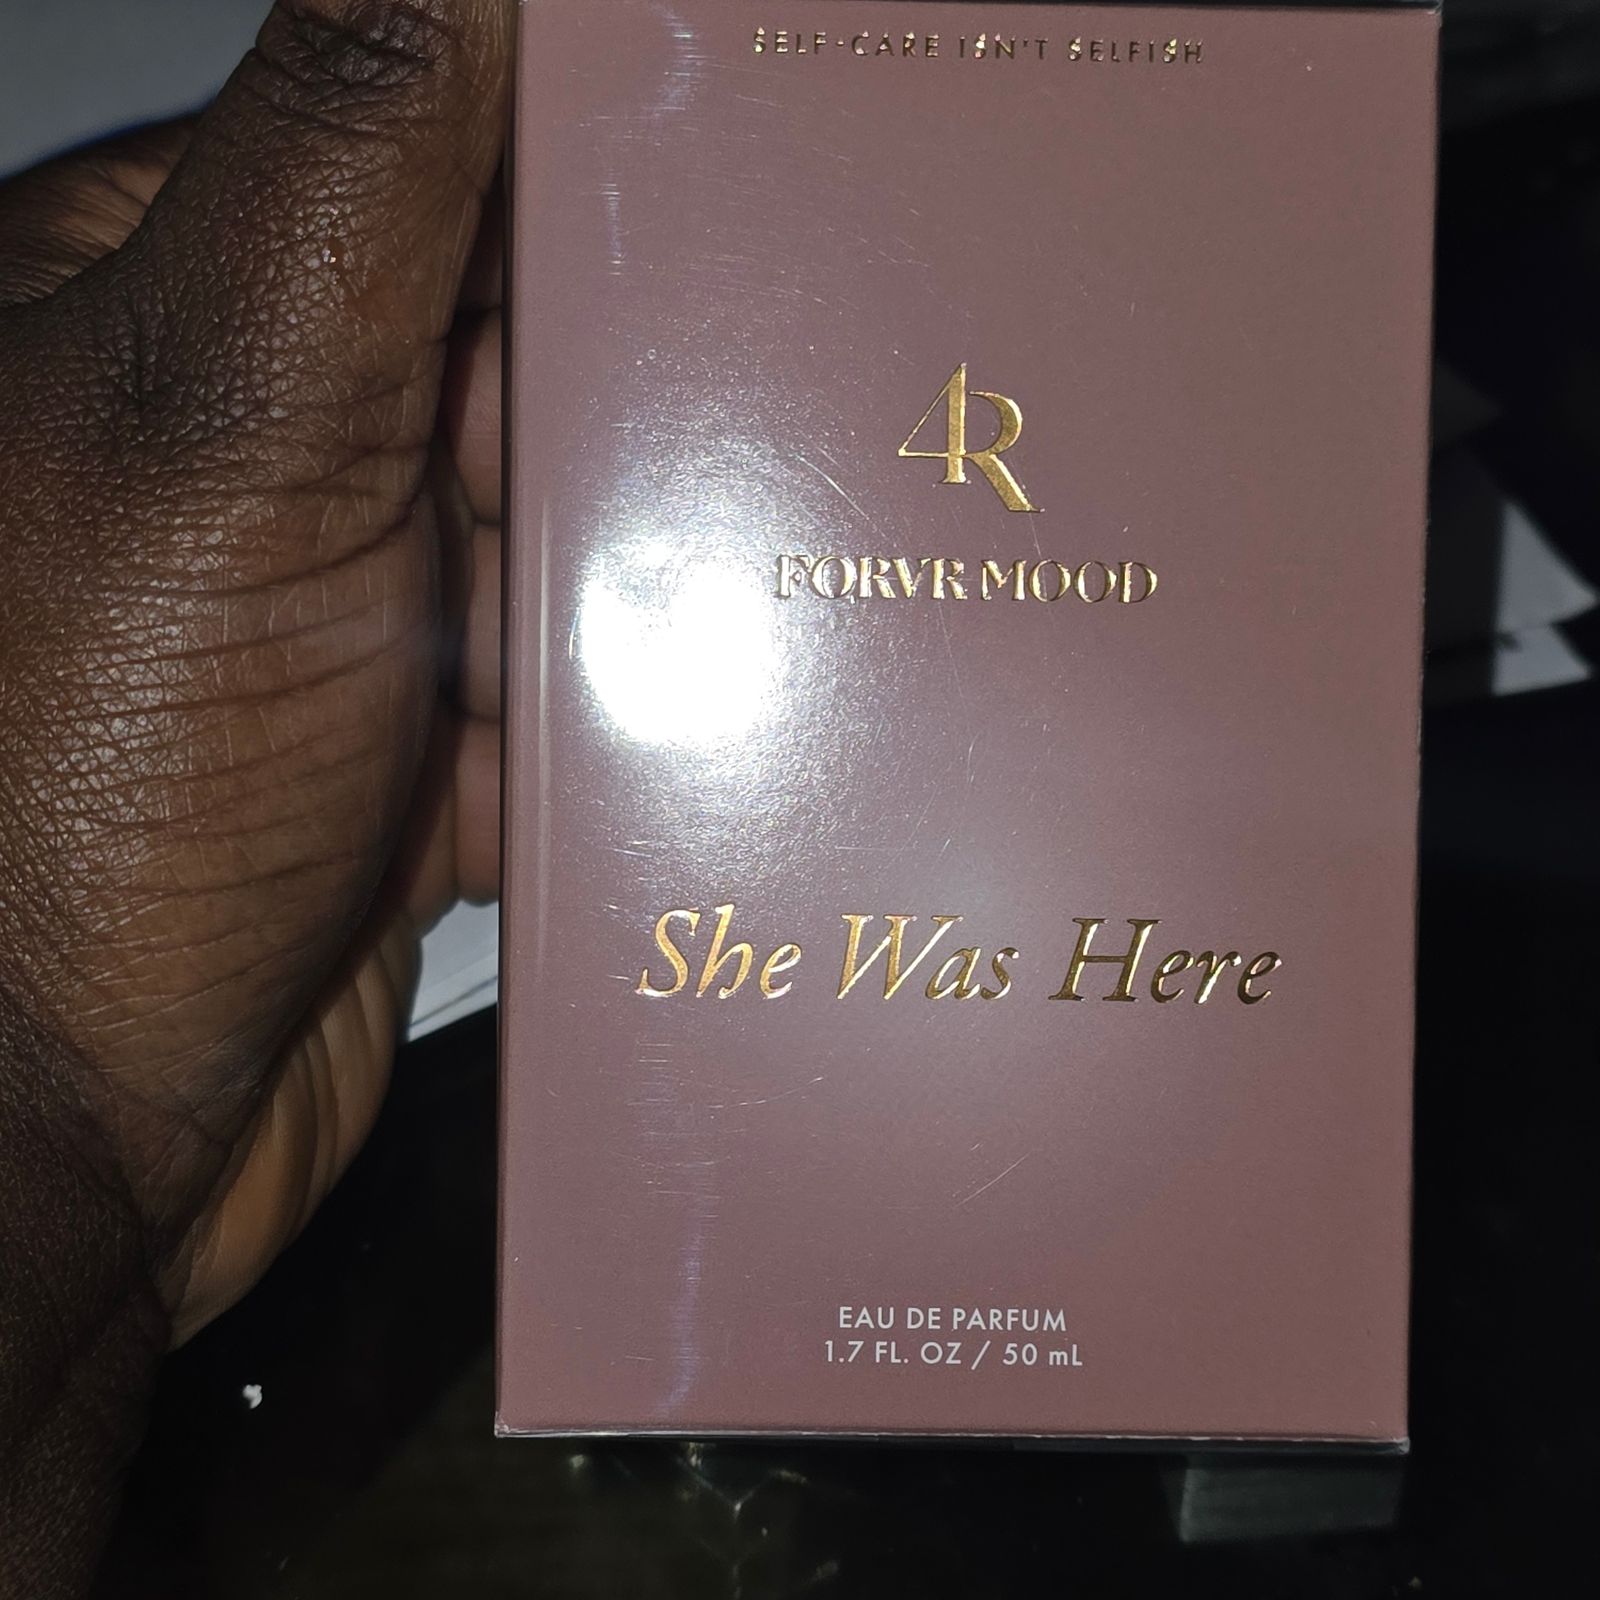 SELF-CARE ISN'T SELFISH
4R
FORVR MOOD
She Was Here
EAU DE PARFUM
1.7 FL. OZ / 50 mL